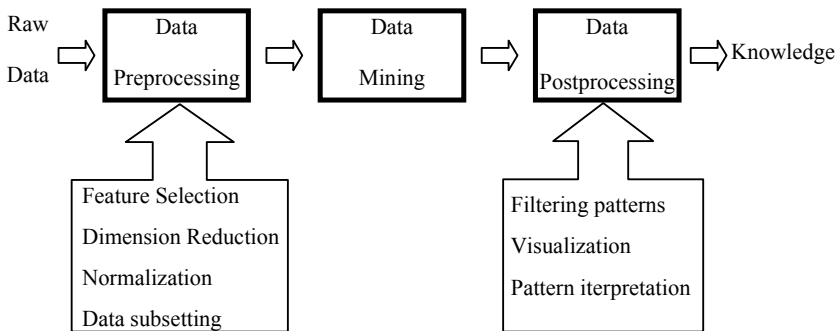 Raw
Data
Data
Preprocessing
Data
Mining
Data
Postprocessing
Knowledge
Feature Selection
Dimension Reduction
Normalization
Data subsetting
Filtering patterns
Visualization
Pattern iterpretation